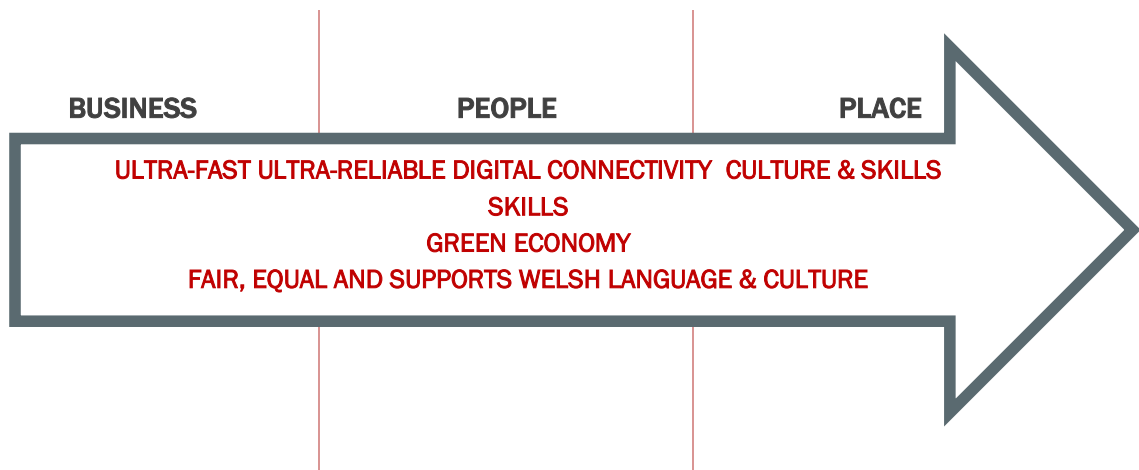 BUSINESS PEOPLE PLACE
ULTRA-FAST ULTRA-RELIABLE DIGITAL CONNECTIVITY  CULTURE & SKILLS
SKILLS
GREEN ECONOMY
FAIR, EQUAL AND SUPPORTS WELSH LANGUAGE & CULTURE